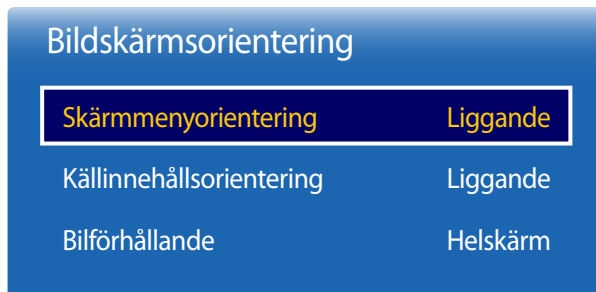 Bildskärmsorientering
Skärmmenyorientering Liggande
Källinnehållsorientering Liggande
Bilförhållande Helskärm